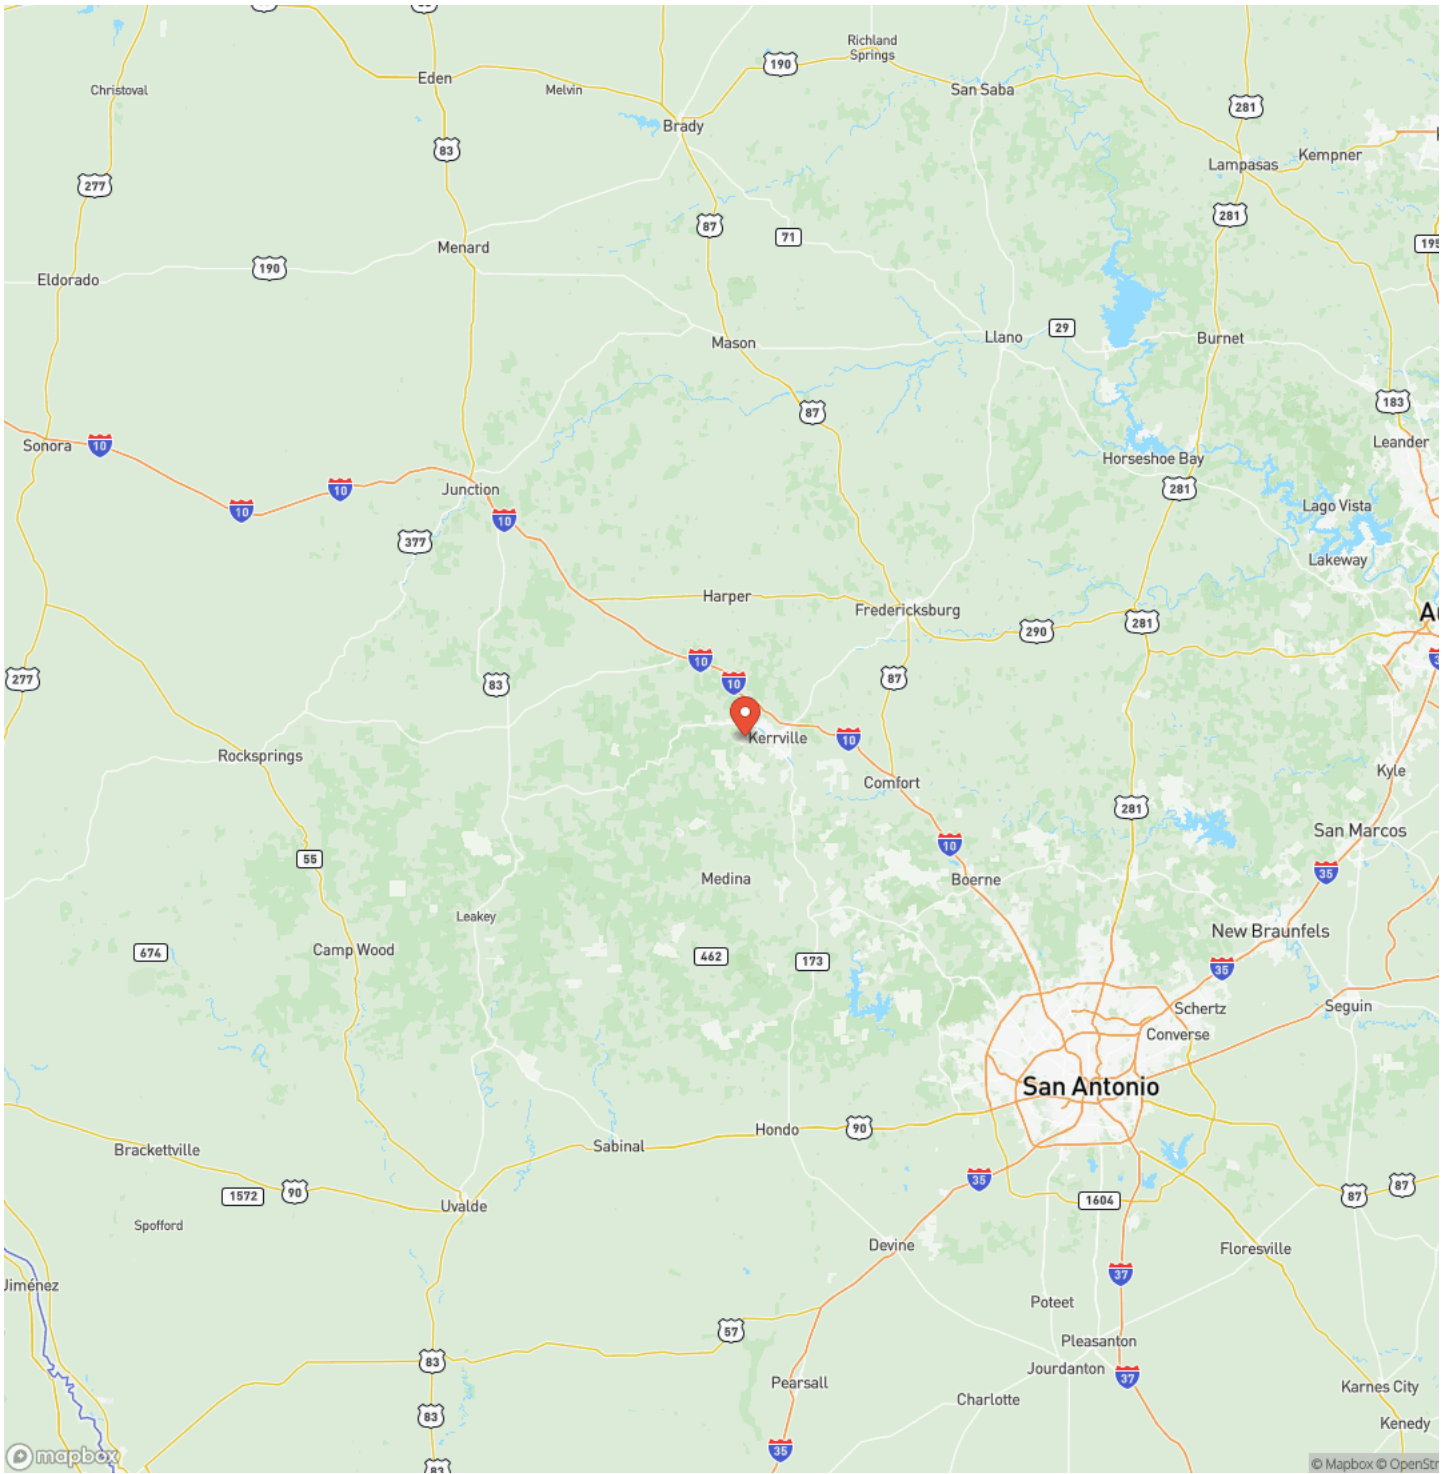 Richland
Springs
190
Eden
Christoval
Melvin
San Saba
281
Brady
83
Kempner
Lampasas
277
281
87
71
195
Menard
190
Eldorado
29
Llano
Burnet
Mason
183
87
Leander
Sonora
10
Horseshoe Bay
10
Junction
281
10
Lago Vista
10
377
Lakeway
Harper
Fredericksburg
281
290
10
277
83
10
87
Kerrville
10
Rocksprings
Kyle
Comfort
281
San Marcos
10
55
35
Medina
Boerne
Leakey
New Braunfels
Camp Wood
674
462
173
35
Schertz
Seguin
Converse
San Antonio
Hondo
90
Sabinal
Brackettville
35
87
87
1572
90
1604
Uvalde
Spofford
Devine
Floresville
37
Jiménez
Poteet
57
Pleasanton
83
Jourdanton
37
Pearsall
Karnes City
Charlotte
83
Kenedy
35
83
mapbox
© Mapbox © OpenStr